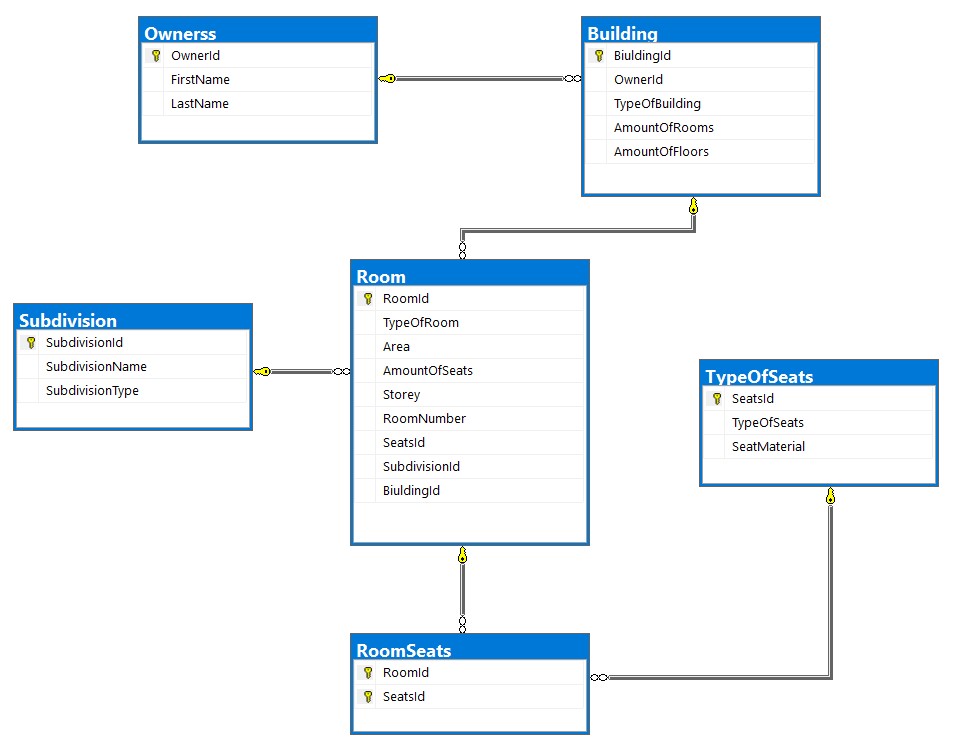 Ownerss
OwnerId
FirstName
LastName
Building
BiuldingId
OwnerId
TypeOfBuilding
AmountOfRooms
AmountOfFloors
Room
RoomId
TypeOfRoom
Area
AmountOfSeats
Storey
RoomNumber
SeatsId
SubdivisionId
BiuldingId
Subdivision
SubdivisionId
SubdivisionName
SubdivisionType
TypeOfSeats
SeatsId
TypeOfSeats
SeatMaterial
RoomSeats
RoomId
SeatsId